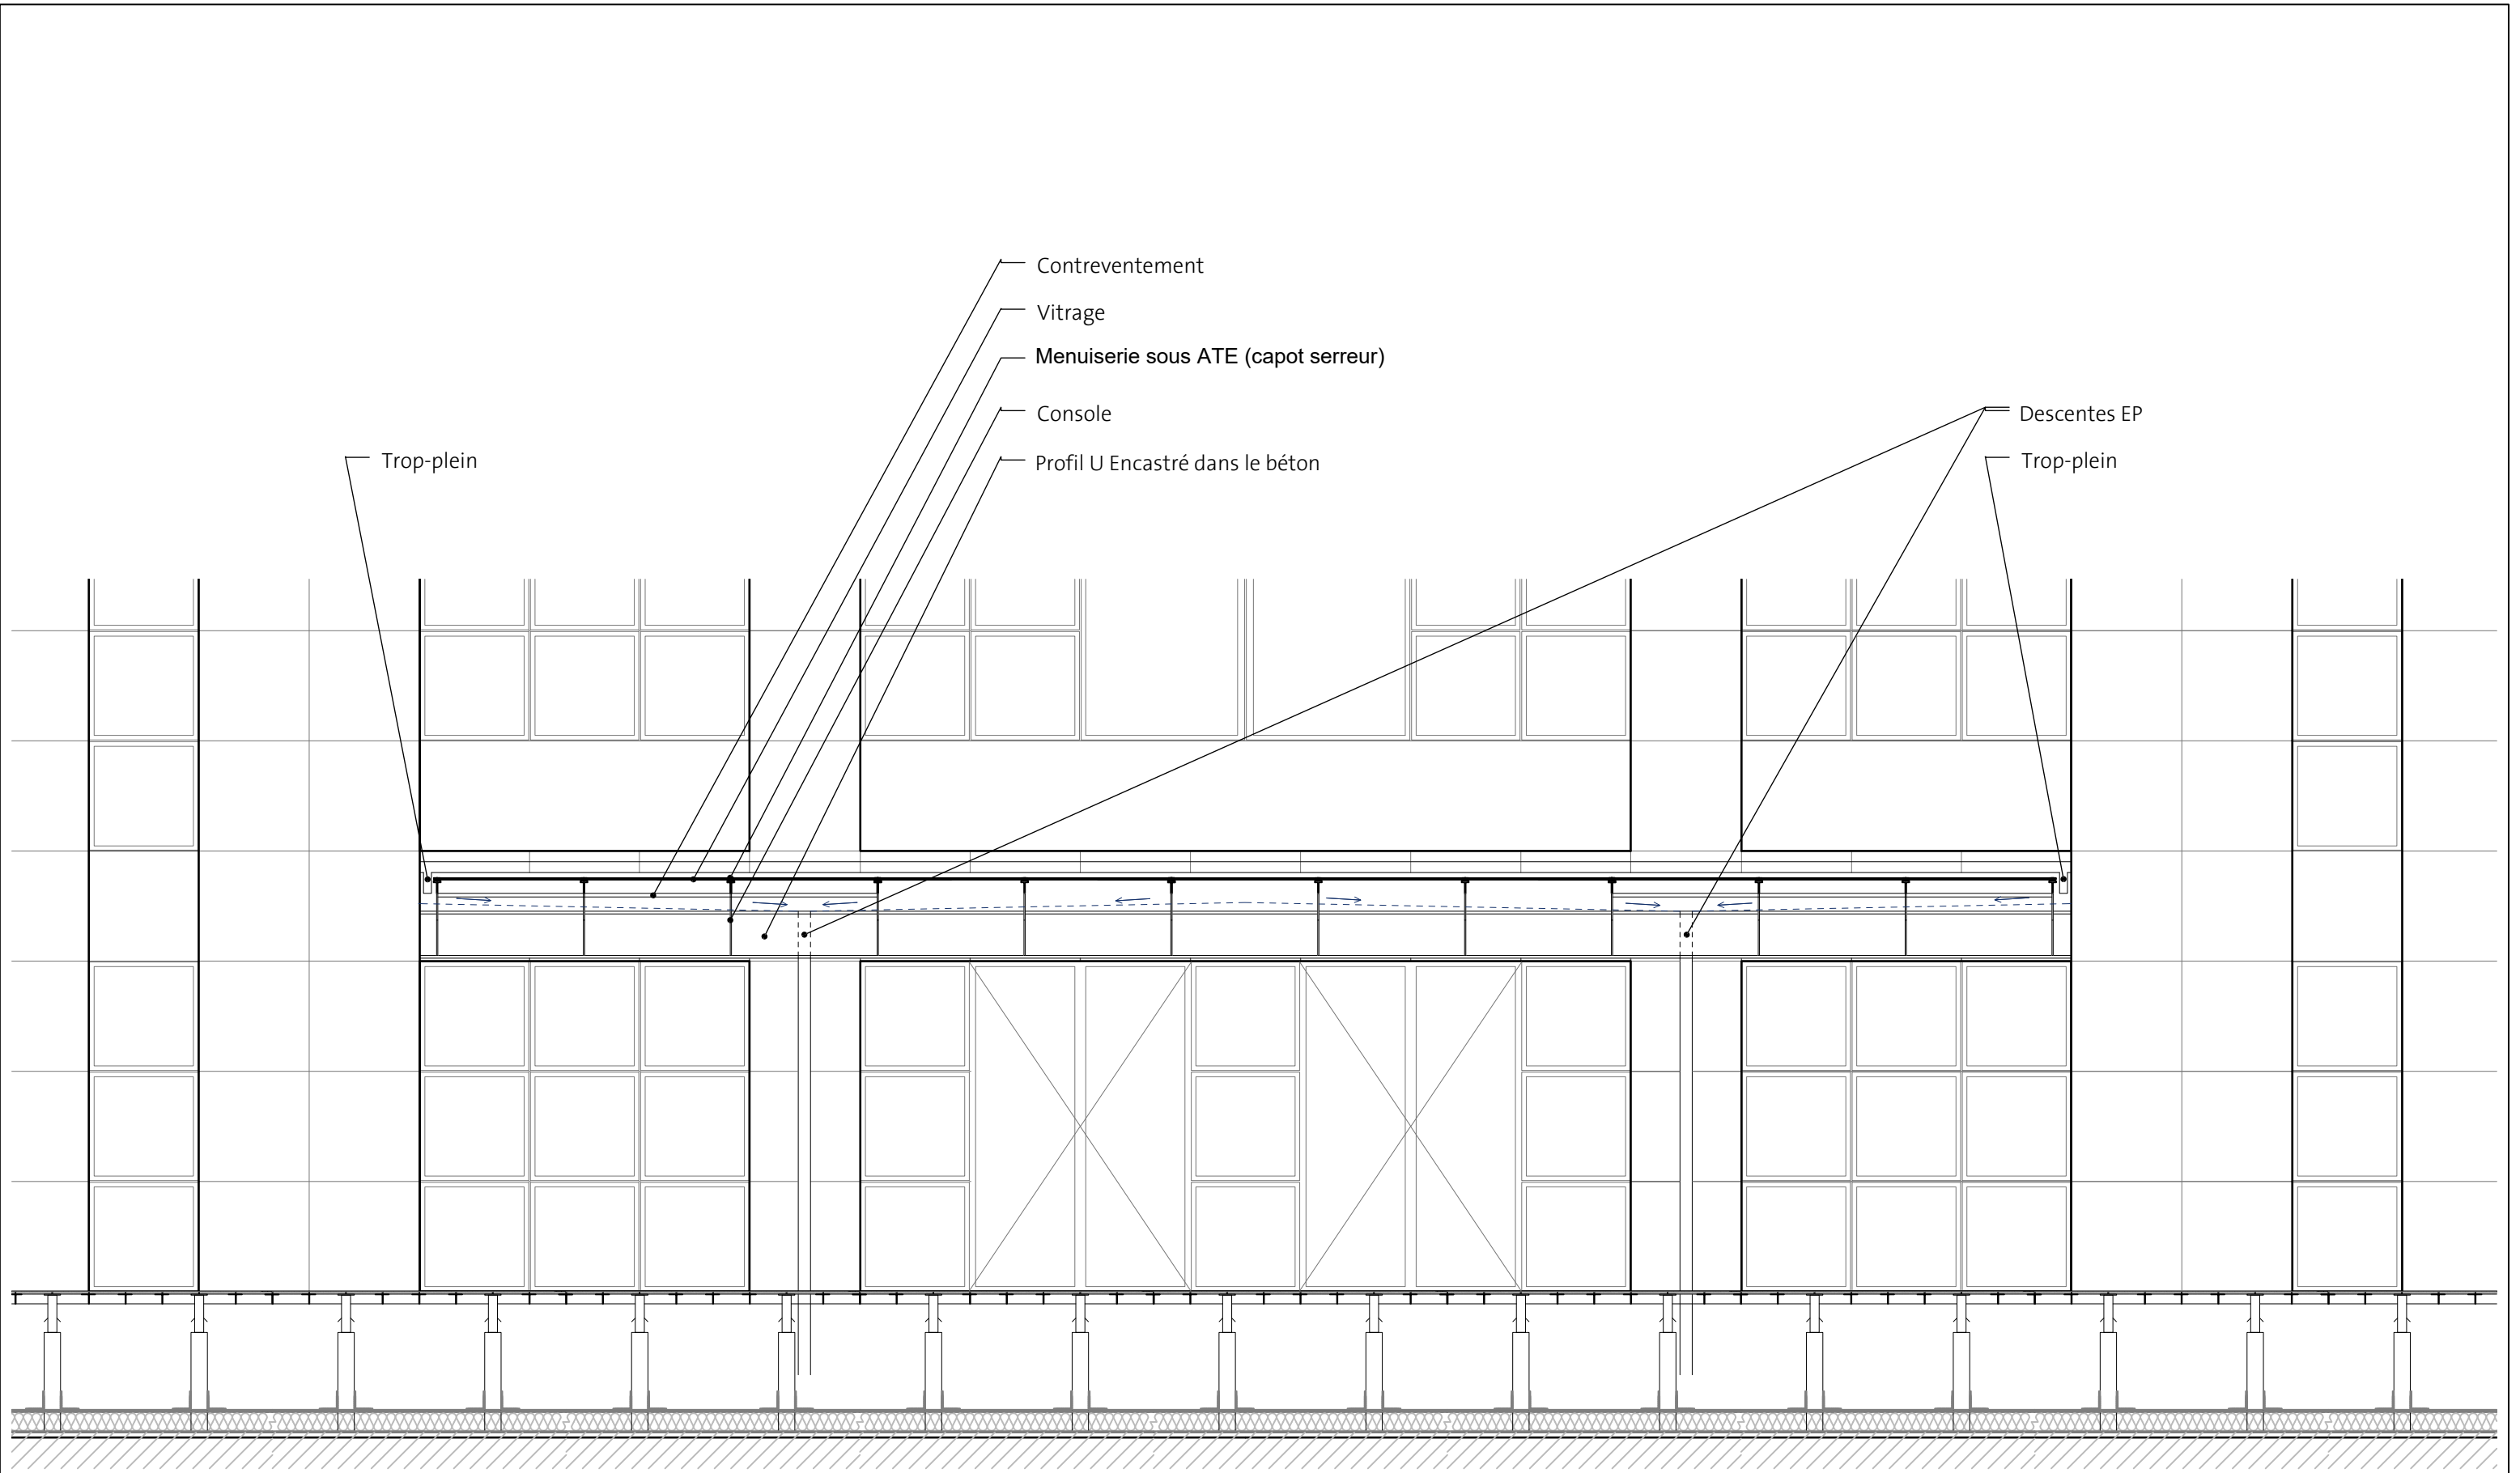 Contreventement
Vitrage
Menuiserie sous ATE (capot serreur)
Console
Descentes EP
Trop-plein
Profil U Encastré dans le béton
Trop-plein